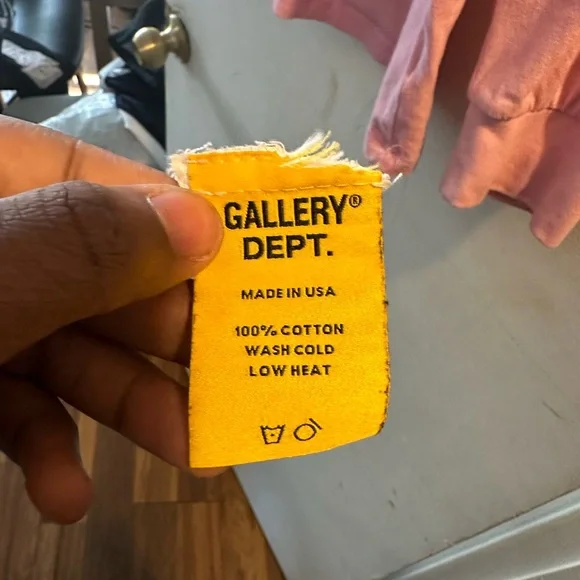 GALLERY®
DEPT.
MADE IN USA
100% COTTON
WASH COLD
LOW HEAT